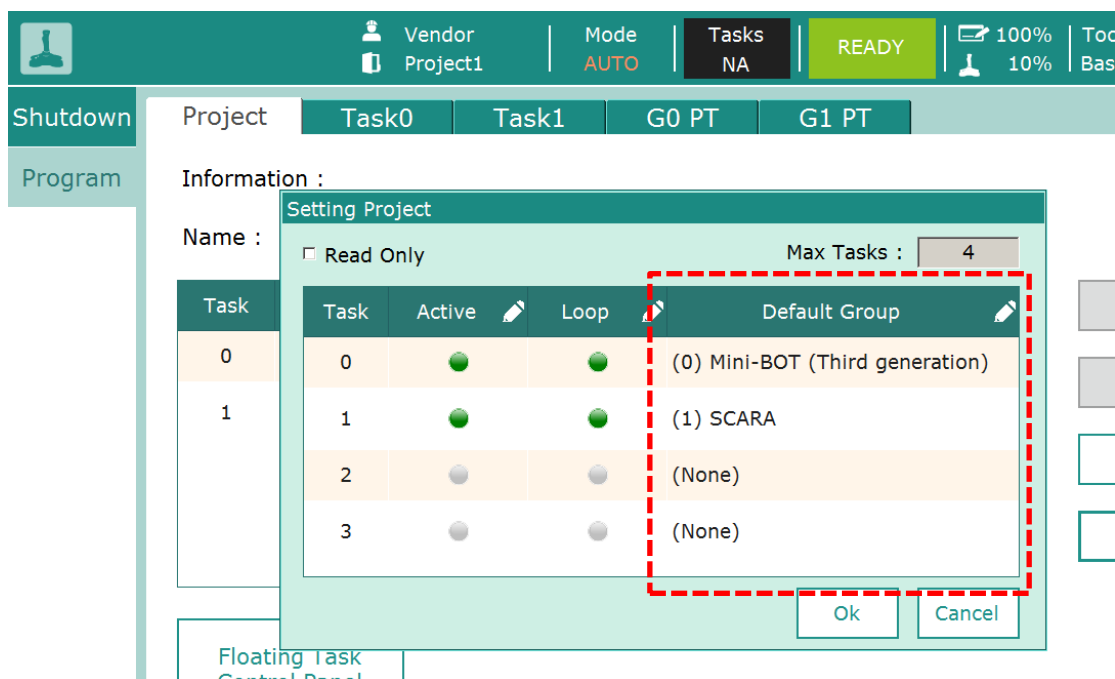 Vendor Mode Tasks READY 100%
Project1 AUTO NA 10%
Shutdown Project Task0 Task1 G0 PT G1 PT
Program Information :
Setting Project
Name :
Read Only Max Tasks : 4
Task
Task Active Loop Default Group
0
0 (0) Mini-BOT (Third generation)
1
1 (1) SCARA
2 (None)
3 (None)
Ok Cancel
Floating Task